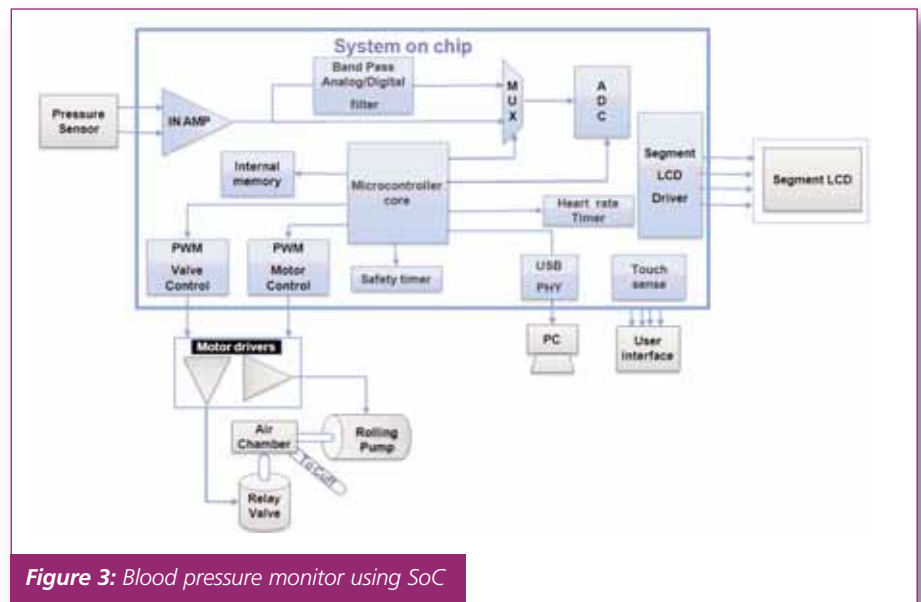 System on chip
Band Pass
Analog/Digital
filter
MUX
ADC
Pressure
Sensor
IN AMP
Internal
memory
Microcontroller
core
Segment
LCD
Driver
Segment LCD
Heart rate
Timer
PWM
Valve
Control
PWM
Motor
Control
Safety timer
USB
PHY
Touch
sense
Motor drivers
PC
User
interface
Air
Chamber
Rolling
Pump
To Cuff
Relay
Valve
Figure 3: Blood pressure monitor using SoC